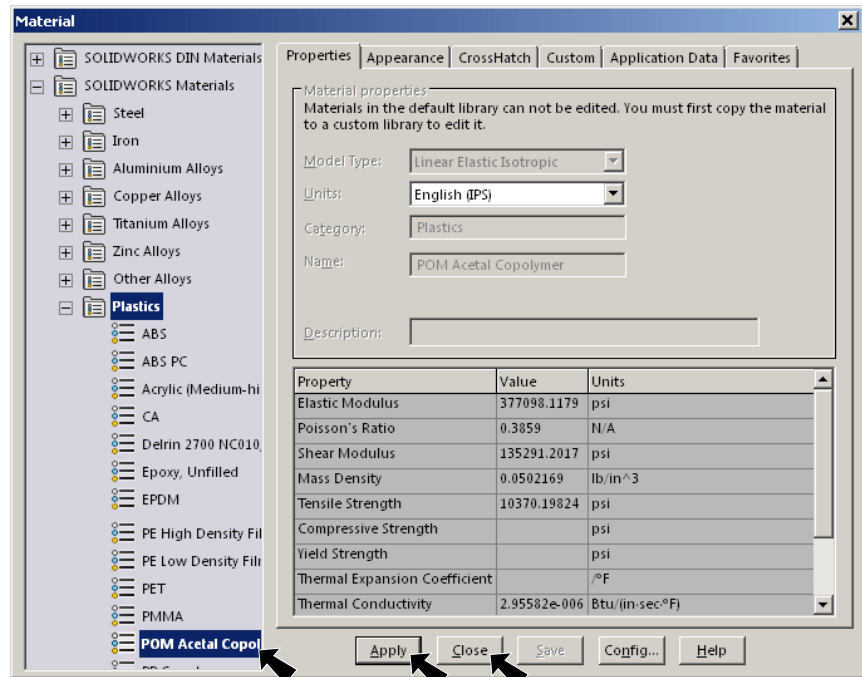 Material
SOLIDWORKS DIN Materials
SOLIDWORKS Materials
Steel
Iron
Aluminium Alloys
Copper Alloys
Titanium Alloys
Zinc Alloys
Other Alloys
Plastics
ABS
ABS PC
Acrylic (Medium-hi
CA
Delrin 2700 NC010,
Epoxy, Unfilled
EPDM
PE High Density Fil
PE Low Density Film
PET
PMMA
POM Acetal Copol
Properties Appearance CrossHatch Custom Application Data Favorites
Material properties
Materials in the default library can not be edited. You must first copy the material
to a custom library to edit it.
Model Type: Linear Elastic Isotropic
Units: English (IPS)
Category: Plastics
Name: POM Acetal Copolymer
Description:
Property Value Units
Elastic Modulus 377098.1179 psi
Poisson's Ratio 0.3859 N/A
Shear Modulus 135291.2017 psi
Mass Density 0.0502169 lb/in^3
Tensile Strength 10370.19824 psi
Compressive Strength psi
Yield Strength psi
Thermal Expansion Coefficient /°F
Thermal Conductivity 2.95582e-006 Btu/(in·sec·°F)
Apply Close Save Config... Help